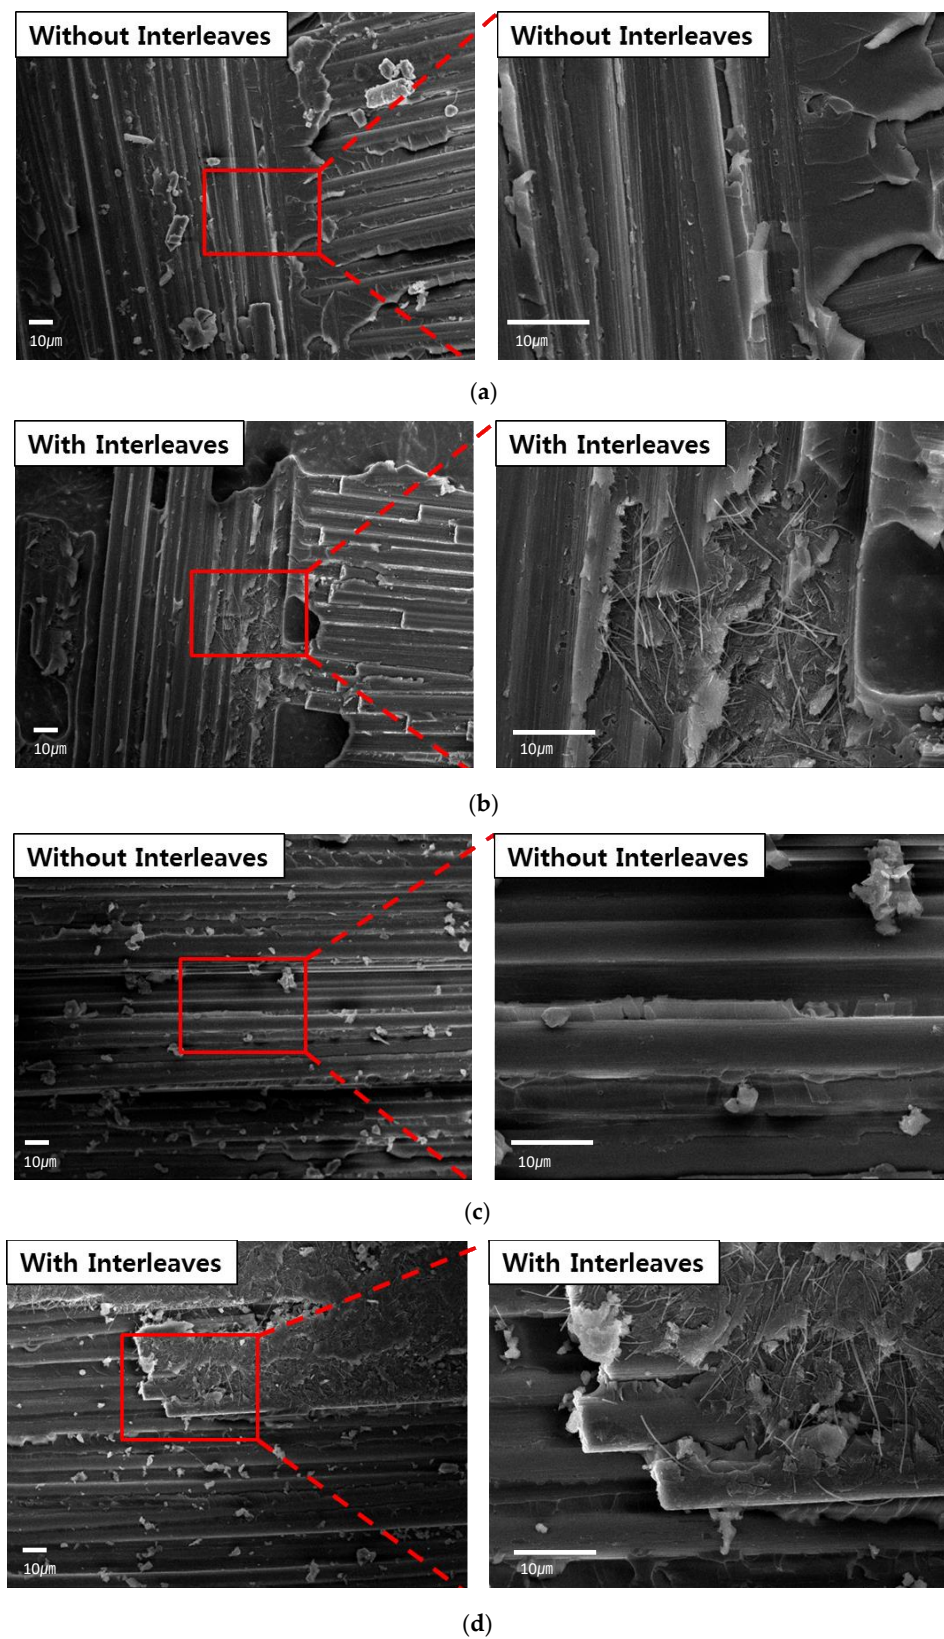 Without Interleaves
Without Interleaves
10μm
10μm
(a)
With Interleaves
With Interleaves
10μm
10μm
(b)
Without Interleaves
Without Interleaves
10μm
10μm
(c)
With Interleaves
With Interleaves
10μm
10μm
(d)